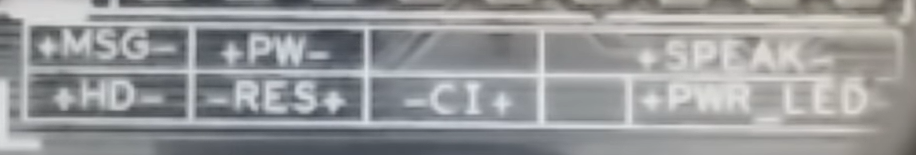 +MSG- +PW- +SPEAK-
+HD- -RES+ -CI+ +PWR_LED-